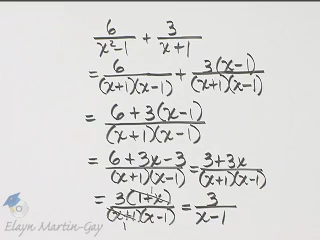 6/(x²-1) + 3/(x+1)
= 6/((x+1)(x-1)) + 3(x-1)/((x+1)(x-1))
= (6+3(x-1))/((x+1)(x-1))
= (6+3x-3)/((x+1)(x-1)) = (3+3x)/((x+1)(x-1))
= 3(1+x)/((x+1)(x-1)) = 3/(x-1)
Elayn Martin-Gay